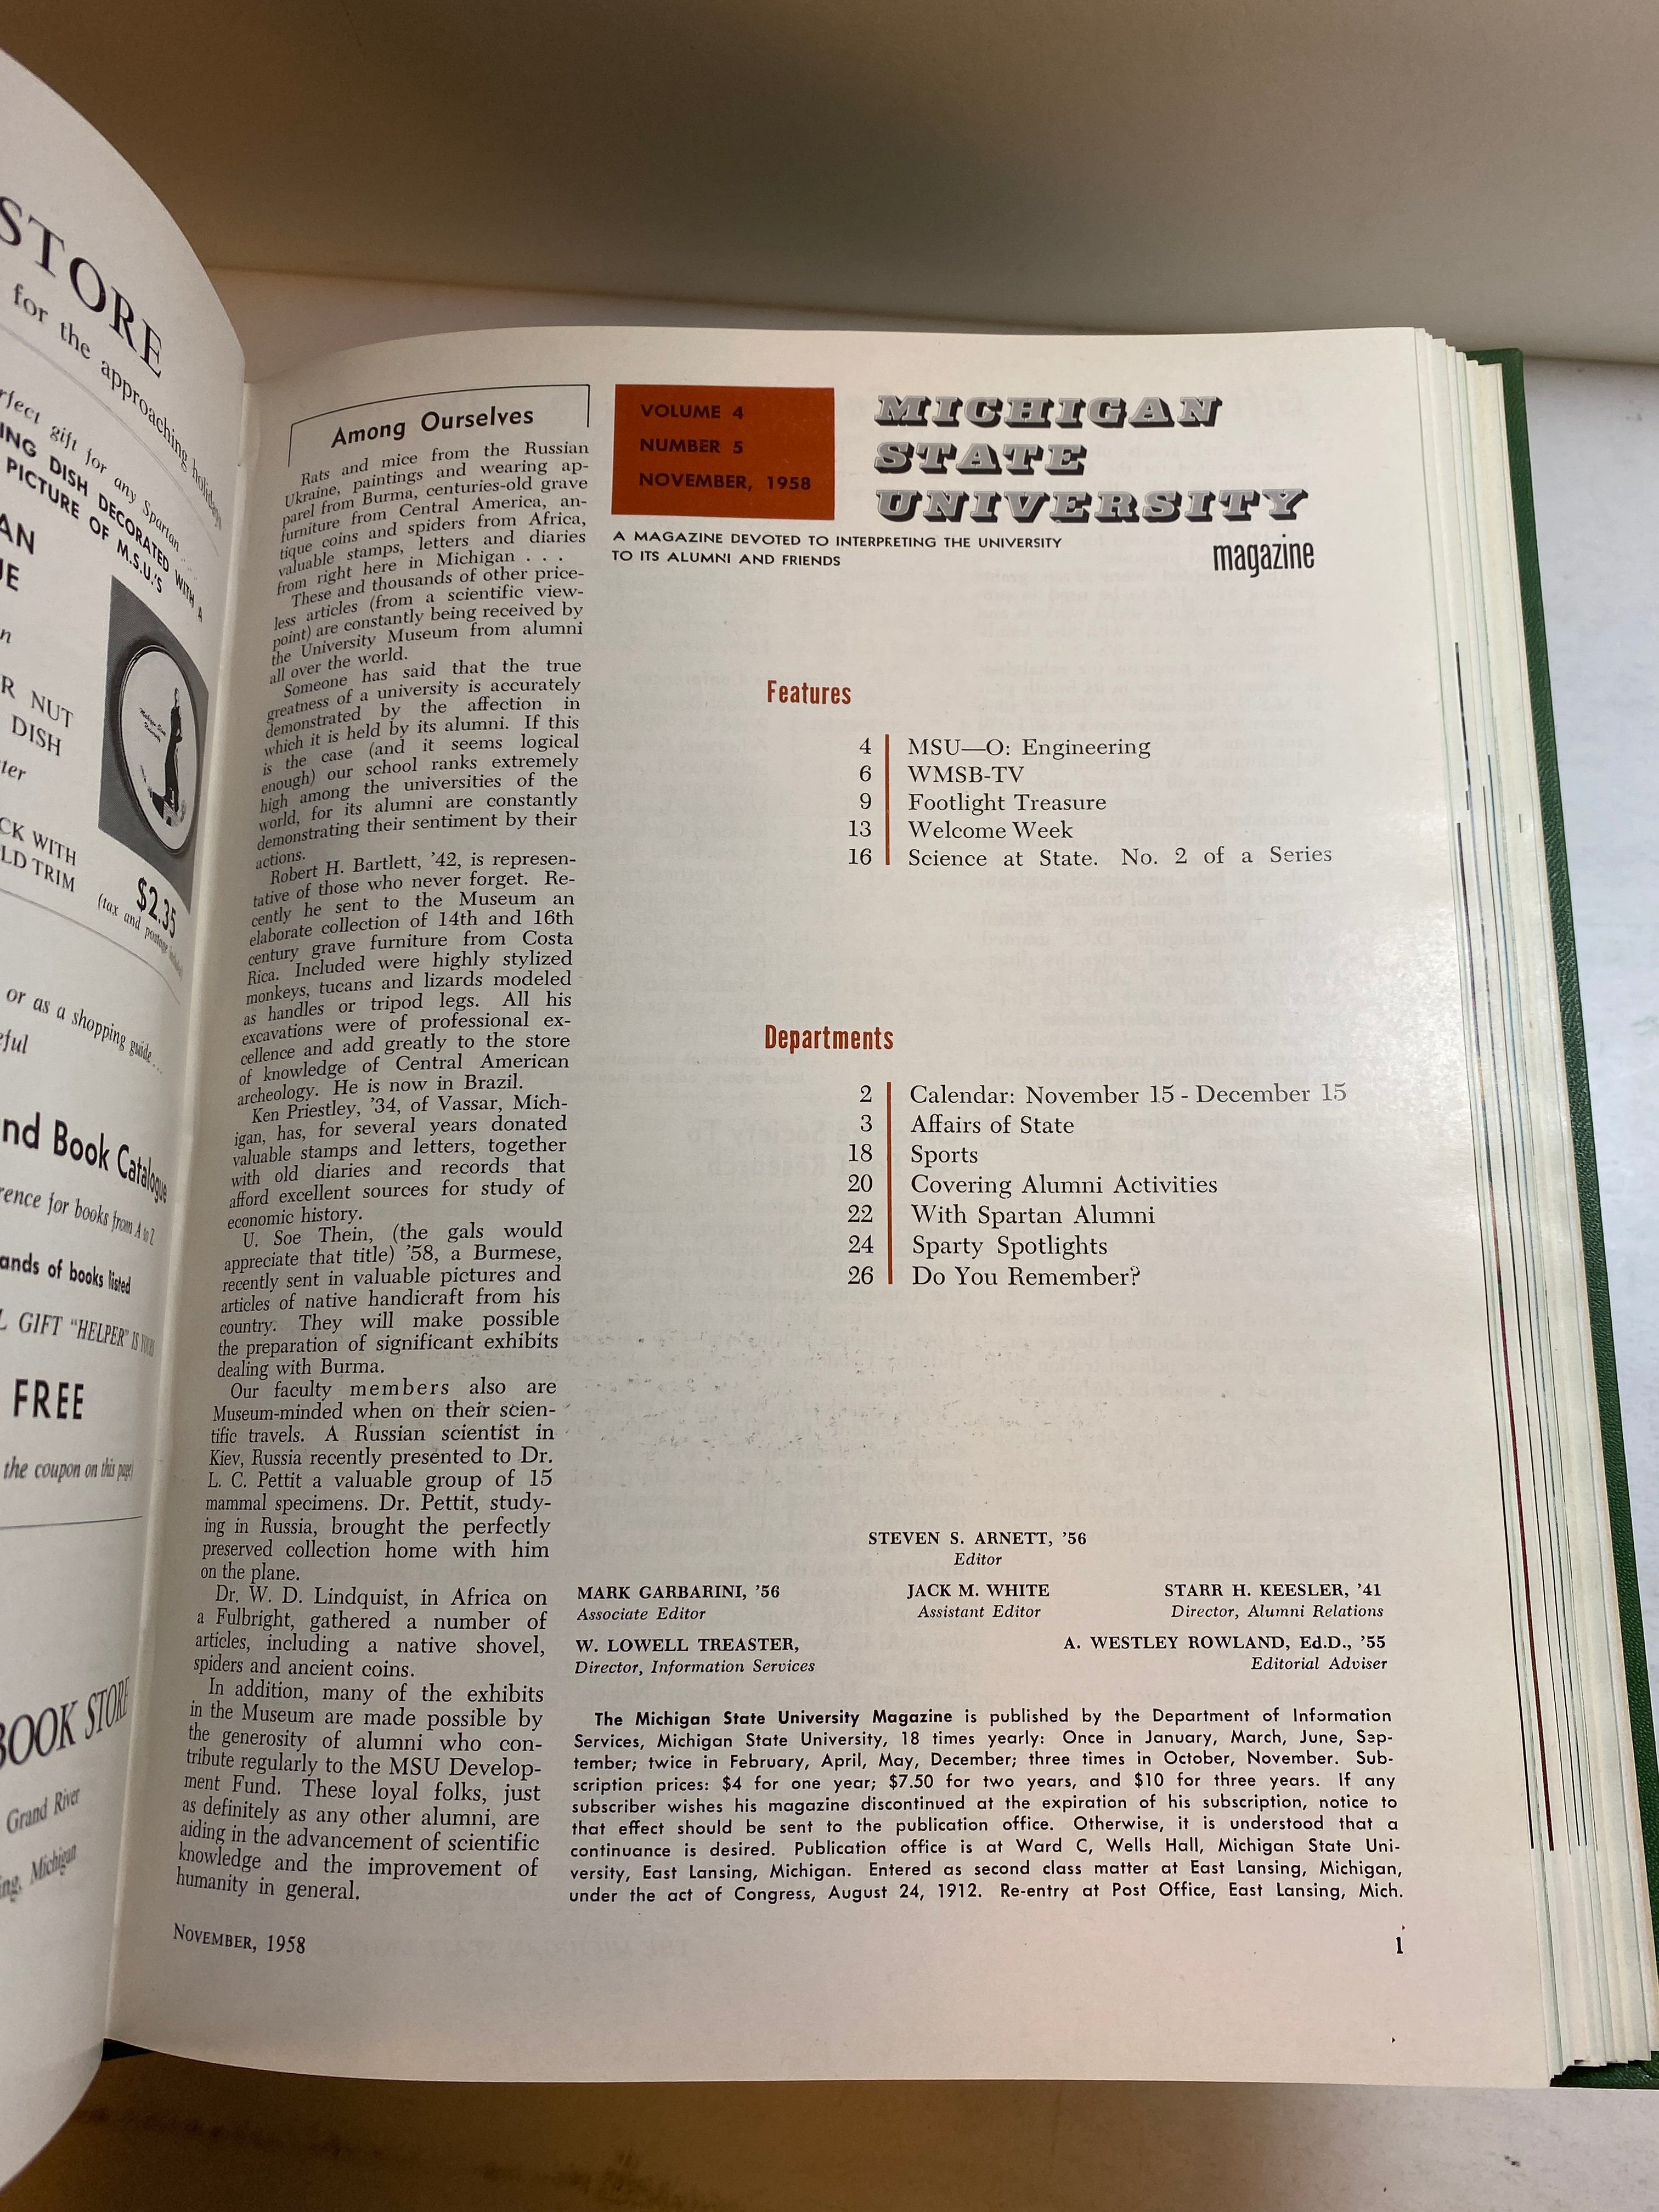 STORE
for the approaching holidays
rfect gift for any Spartan ....
ING DISH DECORATED WITH A
PICTURE OF M.S.U.'S
AN
UE
n
R NUT
DISH
ter
CK WITH
LD TRIM
$2.35
(tax and postage included)
or as a shopping guide....
eful
nd Book Catalogue
rence for books from A to Z
ands of books listed
L GIFT "HELPER" IS YOURS
FREE
the coupon on this page)
BOOK STORE
Grand River
ing, Michigan
Among Ourselves
Rats and mice from the Russian
Ukraine, paintings and wearing ap-
parel from Burma, centuries-old grave
furniture from Central America, an-
tique coins and spiders from Africa,
valuable stamps, letters and diaries
from right here in Michigan . . .
These and thousands of other price-
less articles (from a scientific view-
point) are constantly being received by
the University Museum from alumni
all over the world.
Someone has said that the true
greatness of a university is accurately
demonstrated by the affection in
which it is held by its alumni. If this
is the case (and it seems logical
enough) our school ranks extremely
high among the universities of the
world, for its alumni are constantly
demonstrating their sentiment by their
actions.
Robert H. Bartlett, '42, is represen-
tative of those who never forget. Re-
cently he sent to the Museum an
elaborate collection of 14th and 16th
century grave furniture from Costa
Rica. Included were highly stylized
monkeys, tucans and lizards modeled
as handles or tripod legs. All his
excavations were of professional ex-
cellence and add greatly to the store
of knowledge of Central American
archeology. He is now in Brazil.
Ken Priestley, '34, of Vassar, Mich-
igan, has, for several years donated
valuable stamps and letters, together
with old diaries and records that
afford excellent sources for study of
economic history.
U. Soe Thein, (the gals would
appreciate that title) '58, a Burmese,
recently sent in valuable pictures and
articles of native handicraft from his
country. They will make possible
the preparation of significant exhibits
dealing with Burma.
Our faculty members also are
Museum-minded when on their scien-
tific travels. A Russian scientist in
Kiev, Russia recently presented to Dr.
L. C. Pettit a valuable group of 15
mammal specimens. Dr. Pettit, study-
ing in Russia, brought the perfectly
preserved collection home with him
on the plane.
Dr. W. D. Lindquist, in Africa on
a Fulbright, gathered a number of
articles, including a native shovel,
spiders and ancient coins.
In addition, many of the exhibits
in the Museum are made possible by
the generosity of alumni who con-
tribute regularly to the MSU Develop-
ment Fund. These loyal folks, just
as definitely as any other alumni, are
aiding in the advancement of scientific
knowledge and the improvement of
humanity in general.
VOLUME 4
NUMBER 5
NOVEMBER, 1958
MICHIGAN
STATE
UNIVERSITY
magazine
A MAGAZINE DEVOTED TO INTERPRETING THE UNIVERSITY
TO ITS ALUMNI AND FRIENDS
Features
4 MSU—O: Engineering
6 WMSB-TV
9 Footlight Treasure
13 Welcome Week
16 Science at State. No. 2 of a Series
Departments
2 Calendar: November 15 - December 15
3 Affairs of State
18 Sports
20 Covering Alumni Activities
22 With Spartan Alumni
24 Sparty Spotlights
26 Do You Remember?
STEVEN S. ARNETT, '56
Editor
MARK GARBARINI, '56 JACK M. WHITE STARR H. KEESLER, '41
Associate Editor Assistant Editor Director, Alumni Relations
W. LOWELL TREASTER, A. WESTLEY ROWLAND, Ed.D., '55
Director, Information Services Editorial Adviser
The Michigan State University Magazine is published by the Department of Information
Services, Michigan State University, 18 times yearly: Once in January, March, June, Sep-
tember; twice in February, April, May, December; three times in October, November. Sub-
scription prices: $4 for one year; $7.50 for two years, and $10 for three years. If any
subscriber wishes his magazine discontinued at the expiration of his subscription, notice to
that effect should be sent to the publication office. Otherwise, it is understood that a
continuance is desired. Publication office is at Ward C, Wells Hall, Michigan State Uni-
versity, East Lansing, Michigan. Entered as second class matter at East Lansing, Michigan,
under the act of Congress, August 24, 1912. Re-entry at Post Office, East Lansing, Mich.
NOVEMBER, 1958
1